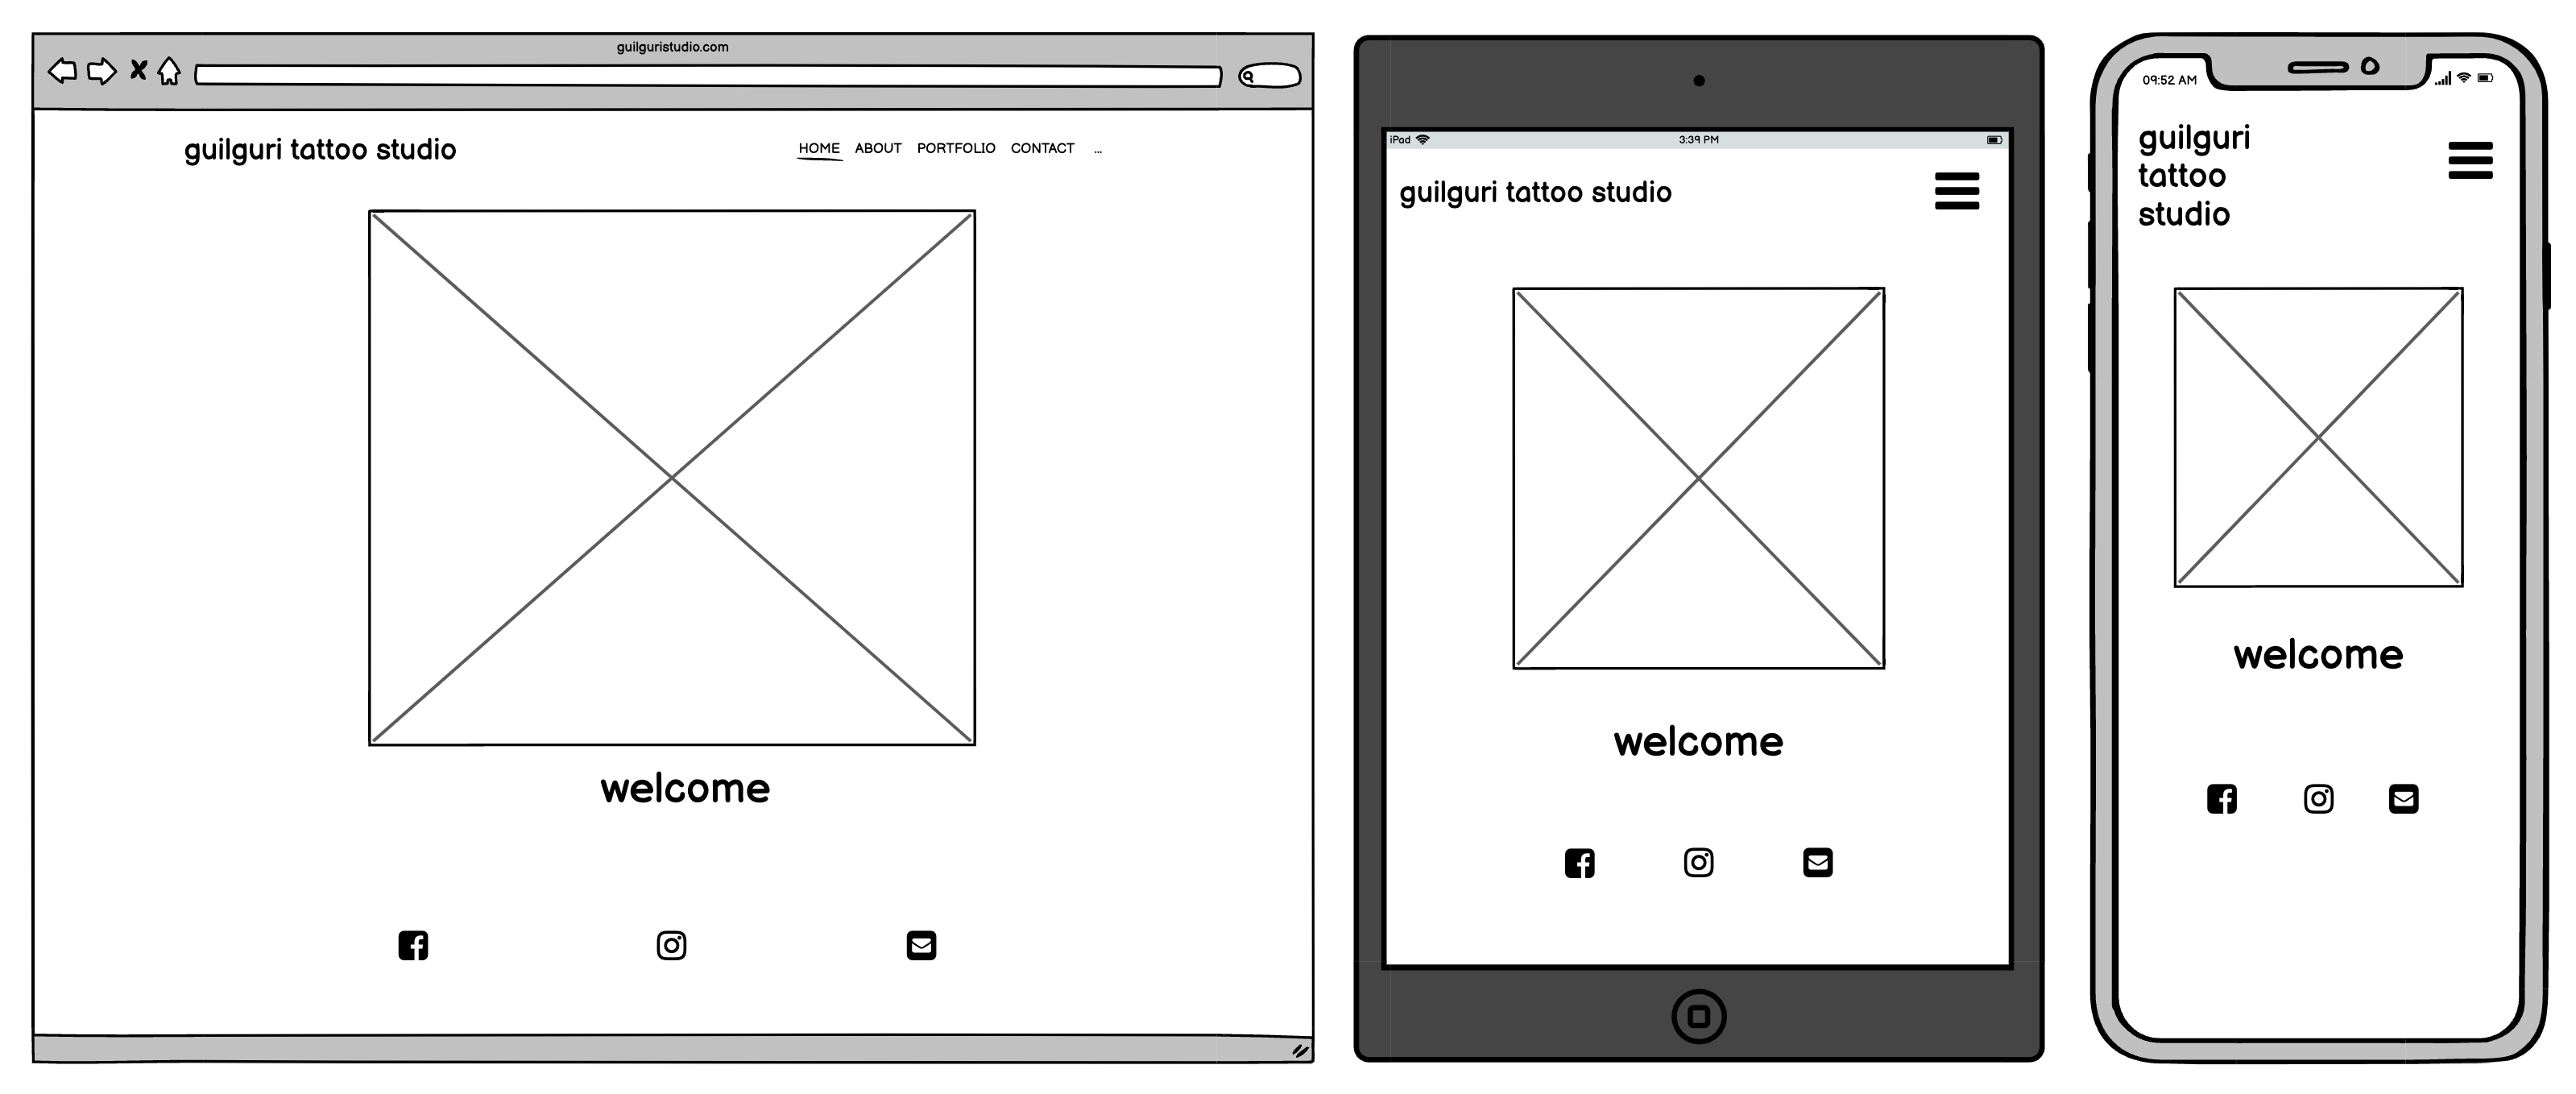 guilguristudio.com
guilguri tattoo studio
HOME ABOUT PORTFOLIO CONTACT ...
welcome
iPad 3:39 PM
guilguri tattoo studio
welcome
09:52 AM
guilguri
tattoo
studio
welcome